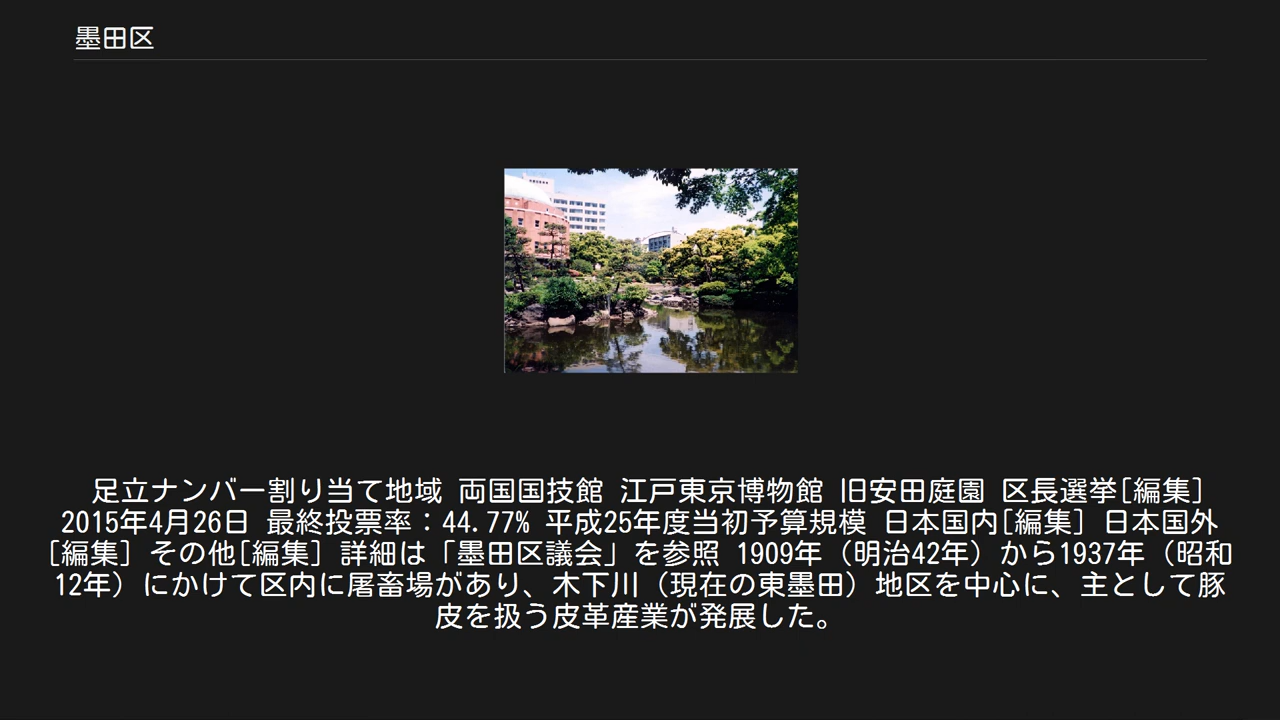 墨田区
足立ナンバー割り当て地域 両国国技館 江戸東京博物館 旧安田庭園 区長選挙[編集]
2015年4月26日 最終投票率：44.77% 平成25年度当初予算規模 日本国内[編集] 日本国外
[編集] その他[編集] 詳細は「墨田区議会」を参照 1909年（明治42年）から1937年（昭和
12年）にかけて区内に屠畜場があり、木下川（現在の東墨田）地区を中心に、主として豚
皮を扱う皮革産業が発展した。